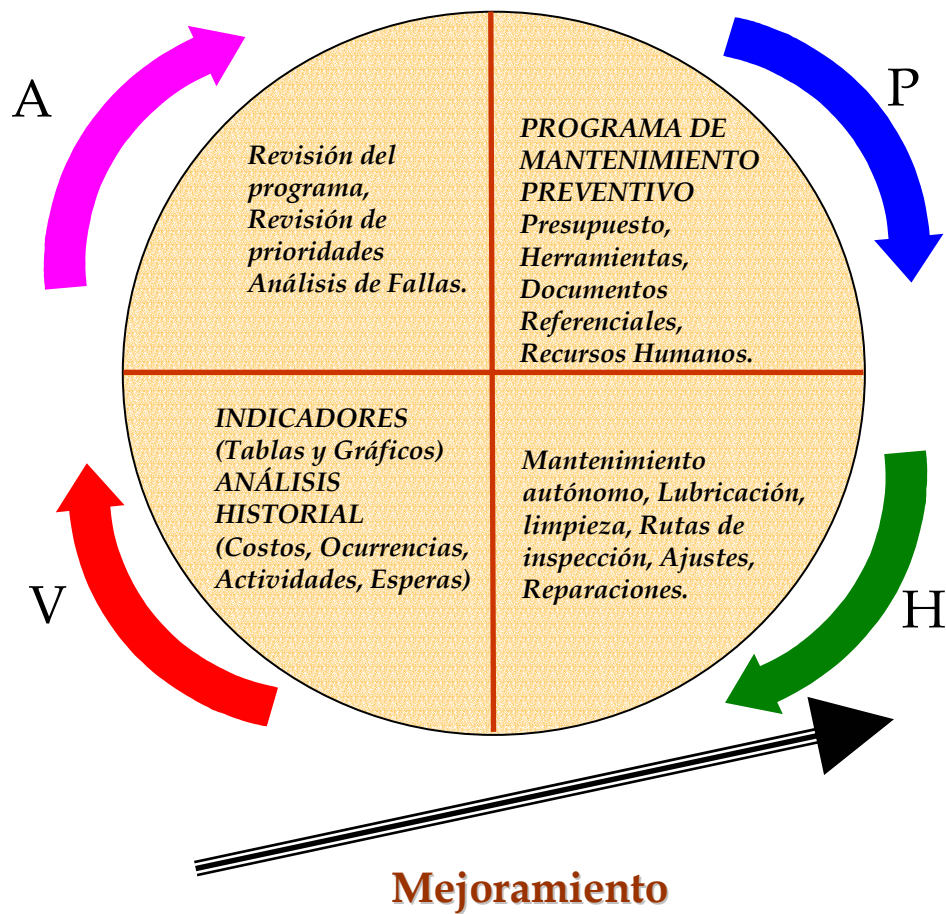 A
P
Revisión del
programa,
Revisión de
prioridades
Análisis de Fallas.
PROGRAMA DE
MANTENIMIENTO
PREVENTIVO
Presupuesto,
Herramientas,
Documentos
Referenciales,
Recursos Humanos.
INDICADORES
(Tablas y Gráficos)
ANÁLISIS
HISTORIAL
(Costos, Ocurrencias,
Actividades, Esperas)
Mantenimiento
autónomo, Lubricación,
limpieza, Rutas de
inspección, Ajustes,
Reparaciones.
V
H
Mejoramiento